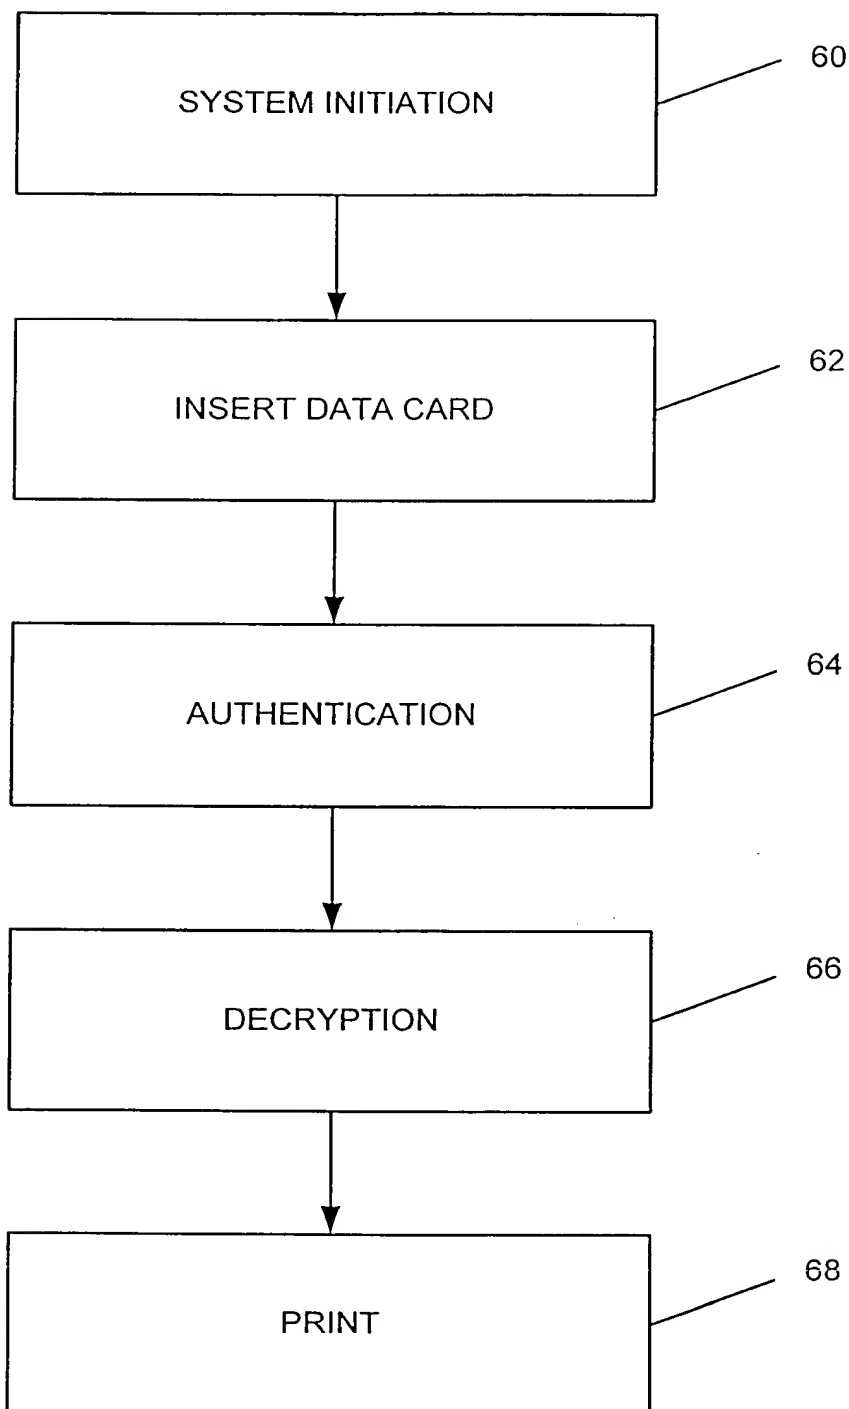 SYSTEM INITIATION
60
INSERT DATA CARD
62
AUTHENTICATION
64
DECRYPTION
66
PRINT
68